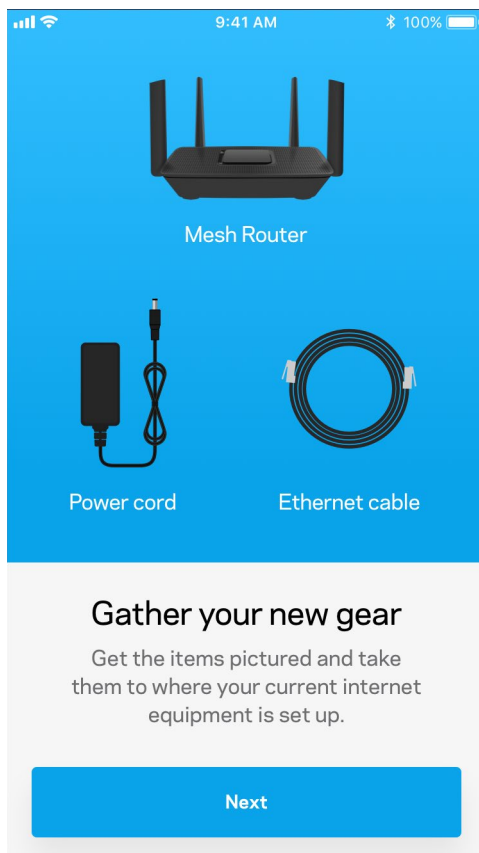 9:41 AM
100%
Mesh Router
Power cord
Ethernet cable
Gather your new gear
Get the items pictured and take
them to where your current internet
equipment is set up.
Next